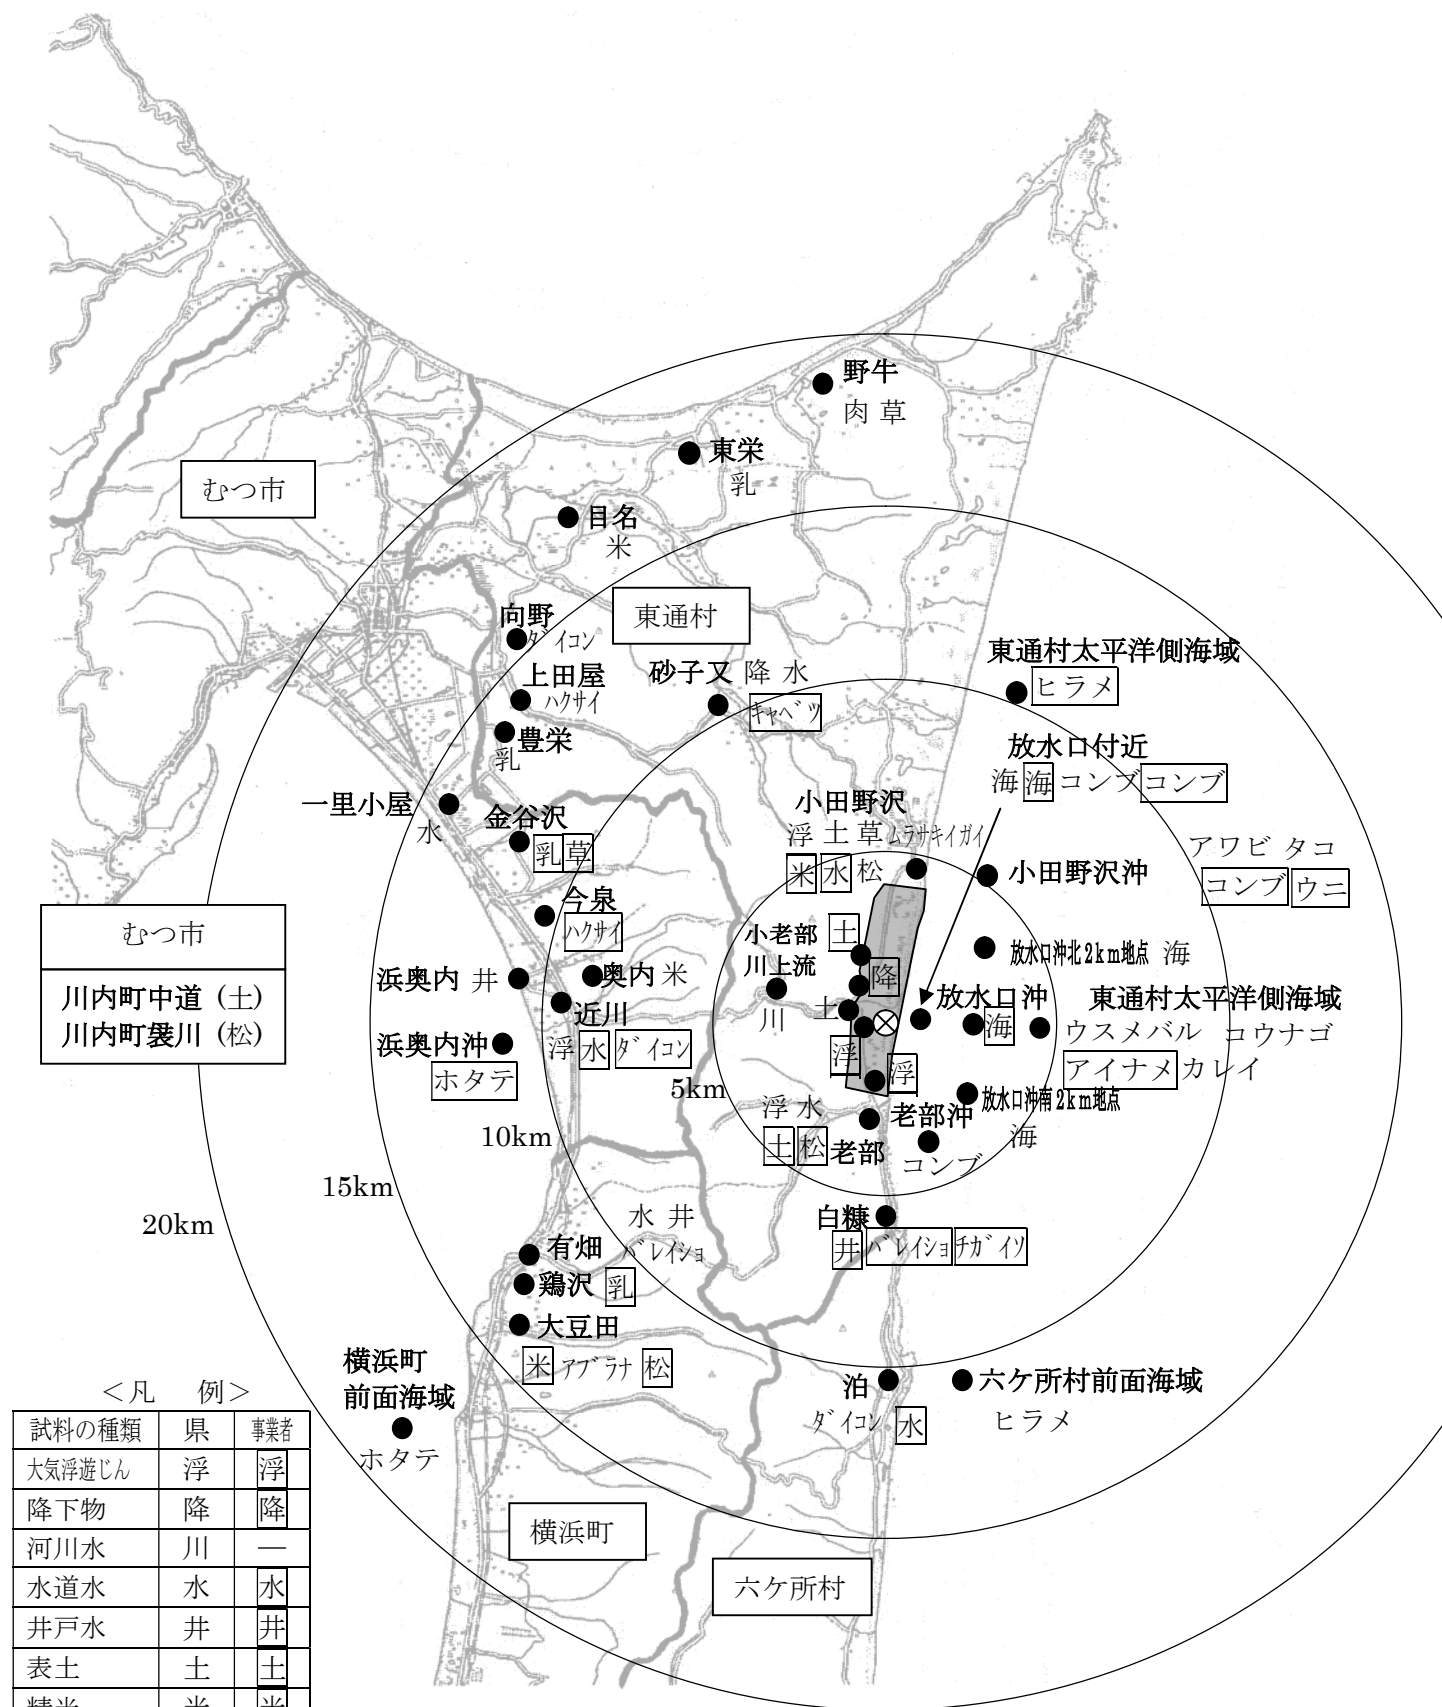 野牛
肉 草
東栄
乳
むつ市
目名
米
東通村
向野
ダイコン
上田屋
ハクサイ
砂子又 降 水
キャベツ
東通村太平洋側海域
ヒラメ
豊栄
乳
放水口付近
海 海 コンブ コンブ
一里小屋
水
金谷沢
乳 草
小田野沢
浮 土 草 ムラサキイガイ
米 水 松
小田野沢沖
アワビ タコ
コンブ ウニ
今泉
ハクサイ
むつ市
川内町中道 (土)
川内町袰川 (松)
小老部
川上流
川
土
降
土
浮
浮
放水口沖北2km地点 海
浜奥内 井
奥内 米
近川
浮 水 ダイコン
放水口沖
海
東通村太平洋側海域
ウスメバル コウナゴ
アイナメ カレイ
浜奥内沖
ホタテ
5km
放水口沖南2km地点
海
浮 水
土 松 老部
老部沖
コンブ
10km
15km
20km
水 井
有畑 バレイショ
白糠
井 バレイショ チガイソ
鶏沢 乳
大豆田
米 アブラナ 松
横浜町
前面海域
ホタテ
泊
ダイコン 水
六ケ所村前面海域
ヒラメ
横浜町
六ケ所村
＜凡 例＞
試料の種類 県 事業者
大気浮遊じん 浮 浮
降下物 降 降
河川水 川 ―
水道水 水 水
井戸水 井 井
表土 土 土
精米 米 米